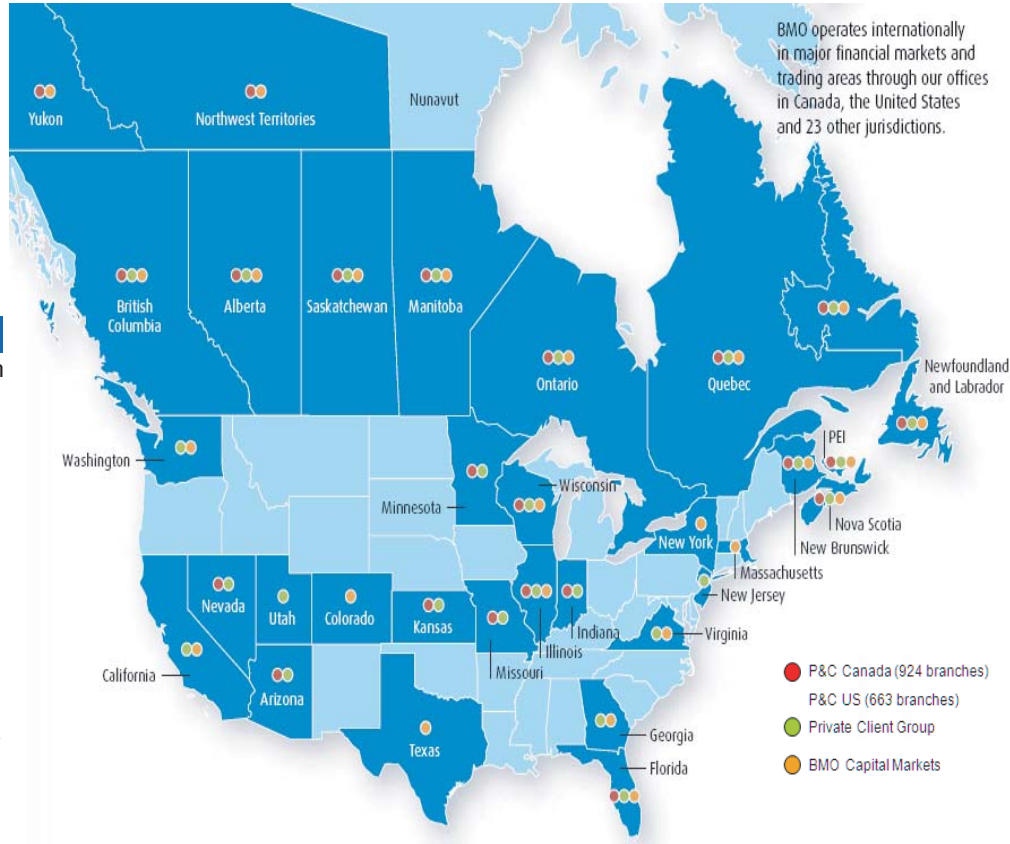 BMO operates internationally
in major financial markets and
trading areas through our offices
in Canada, the United States
and 23 other jurisdictions.
Nunavut
Yukon
Northwest Territories
British
Columbia
Alberta
Saskatchewan
Manitoba
Ontario
Quebec
Newfoundland
and Labrador
PEI
Nova Scotia
New Brunswick
Washington
Minnesota
Wisconsin
New York
Massachusetts
New Jersey
Nevada
Utah
Colorado
Kansas
Indiana
Illinois
Missouri
Virginia
California
Arizona
Texas
Georgia
Florida
P&C Canada (924 branches)
P&C US (663 branches)
Private Client Group
BMO Capital Markets